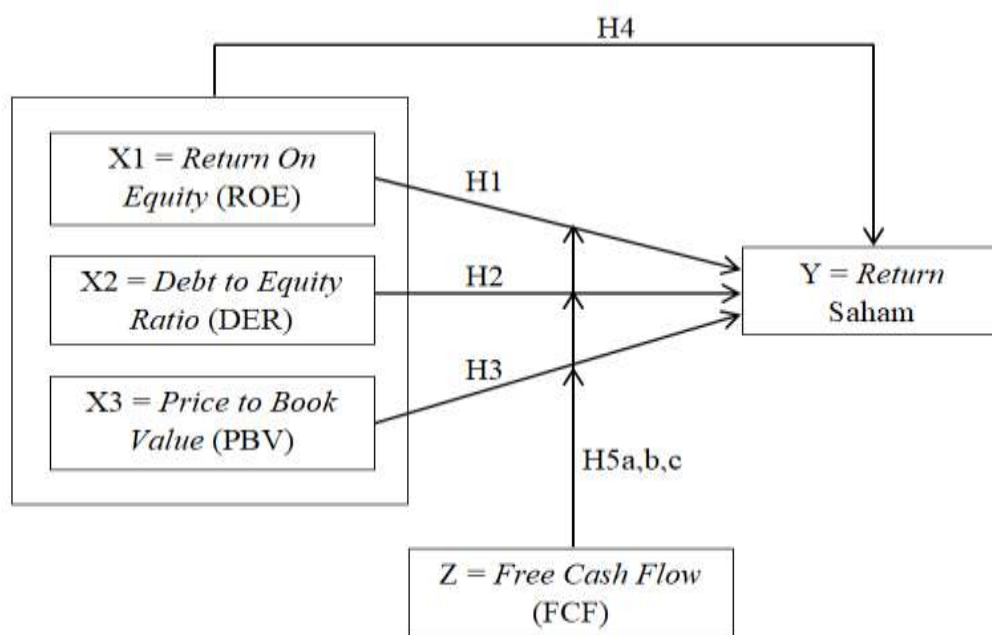 H4
X1 = Return On
Equity (ROE)
H1
X2 = Debt to Equity
Ratio (DER)
H2
Y = Return
Saham
X3 = Price to Book
Value (PBV)
H3
H5a,b,c
Z = Free Cash Flow
(FCF)